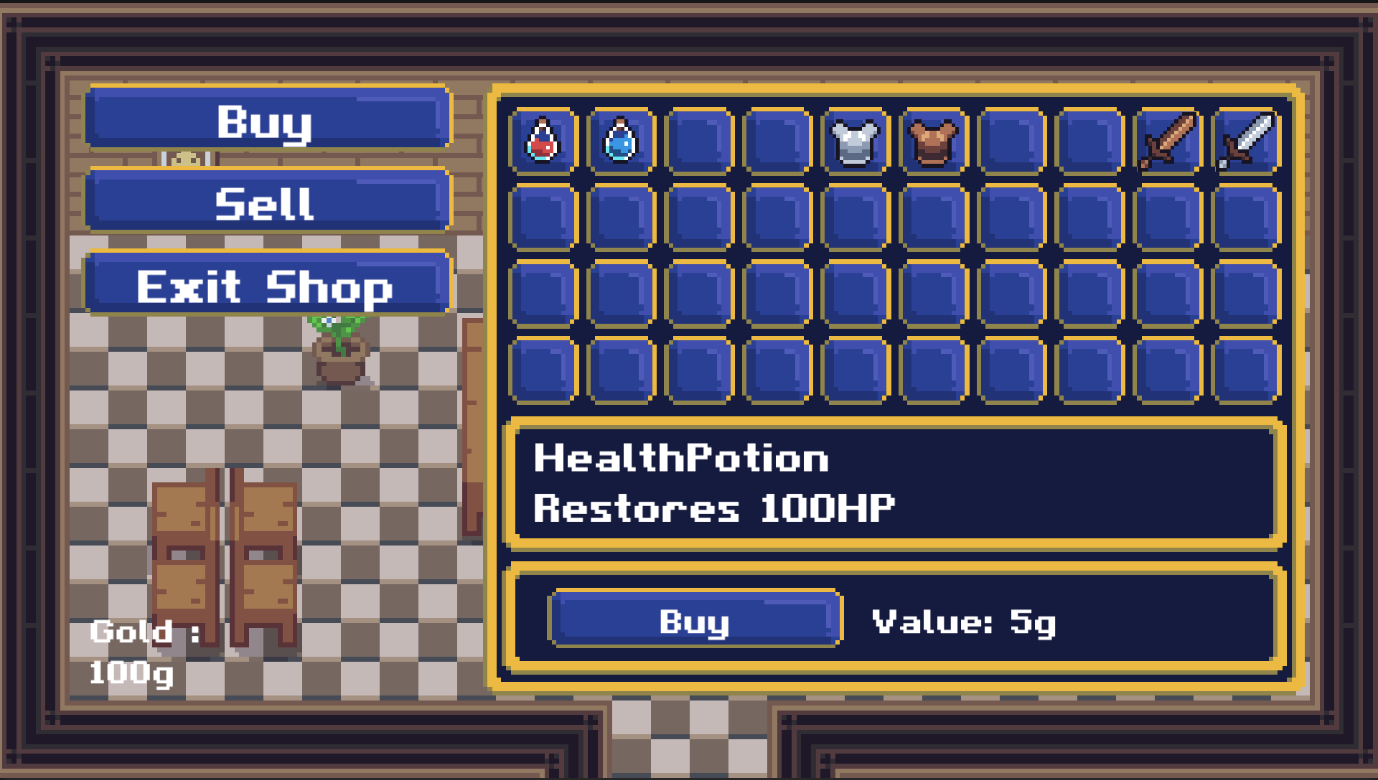 Buy
Sell
Exit Shop
HealthPotion
Restores 100HP
Buy
Value: 5g
Gold :
100g